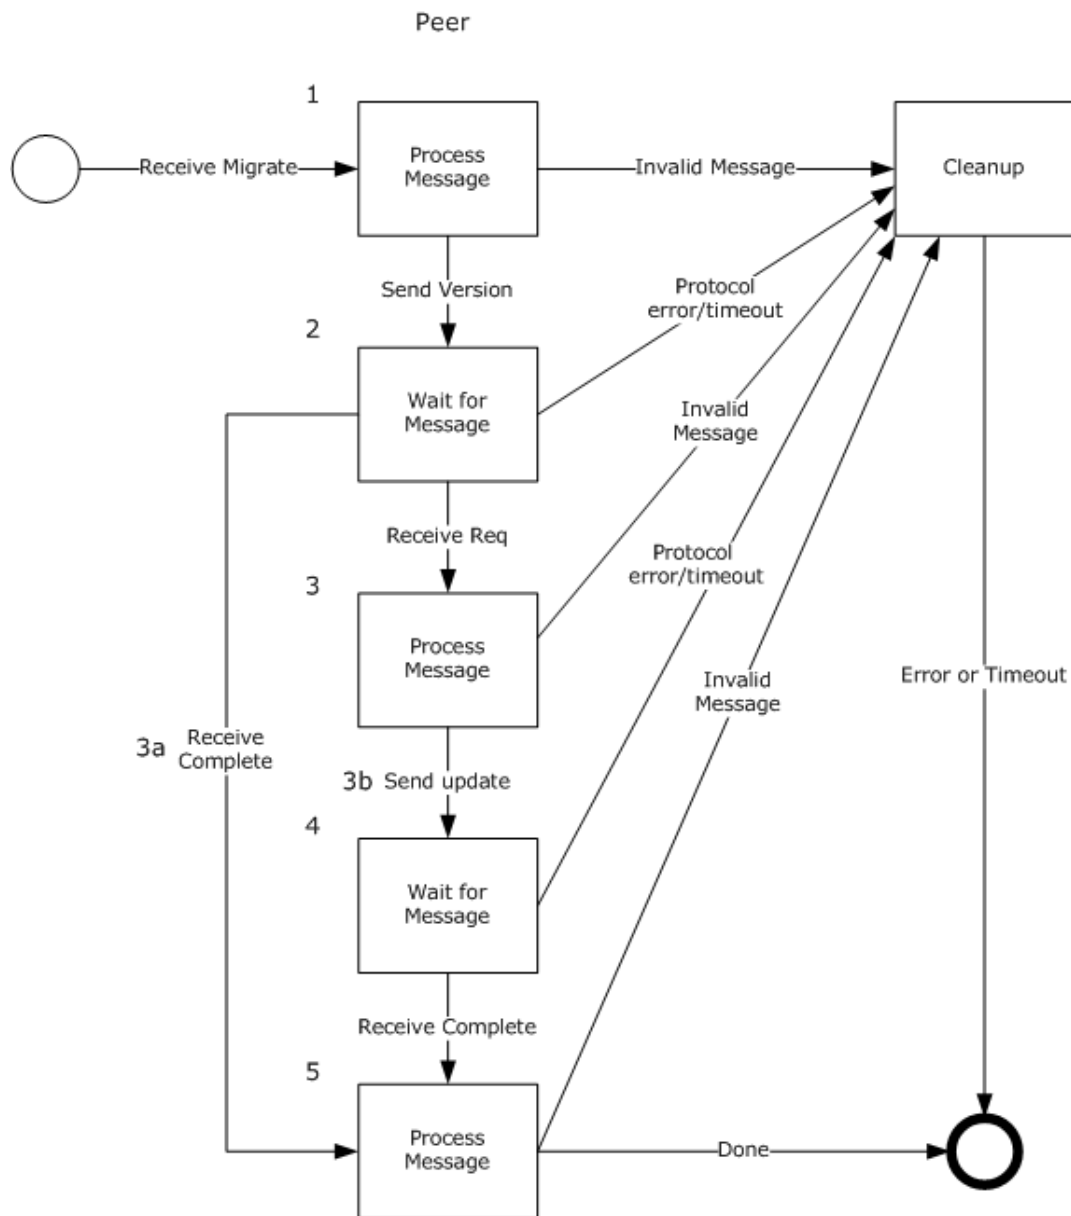 Peer
1
Process
Message
Receive Migrate
Invalid Message
Cleanup
Send Version
Protocol
error/timeout
2
Wait for
Message
Invalid
Message
Receive Req
Protocol
error/timeout
3
Process
Message
Invalid
Message
Error or Timeout
3a
Receive
Complete
3b
Send update
4
Wait for
Message
Receive Complete
5
Process
Message
Done